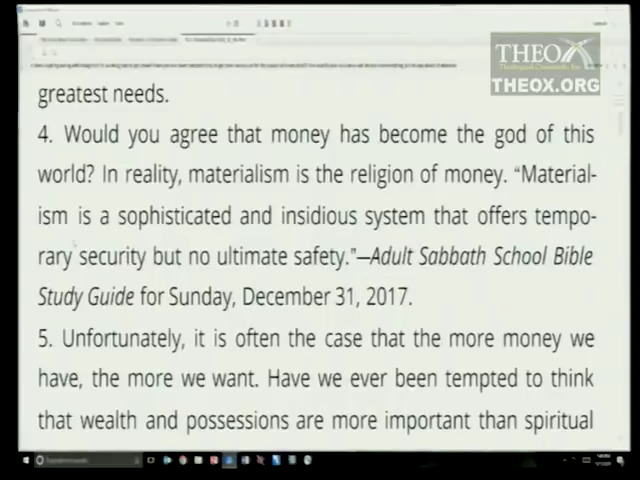 THEOX
THEOX.ORG
greatest needs.
4. Would you agree that money has become the god of this
world? In reality, materialism is the religion of money. “Material-
ism is a sophisticated and insidious system that offers tempo-
rary security but no ultimate safety.”—Adult Sabbath School Bible
Study Guide for Sunday, December 31, 2017.
5. Unfortunately, it is often the case that the more money we
have, the more we want. Have we ever been tempted to think
that wealth and possessions are more important than spiritual